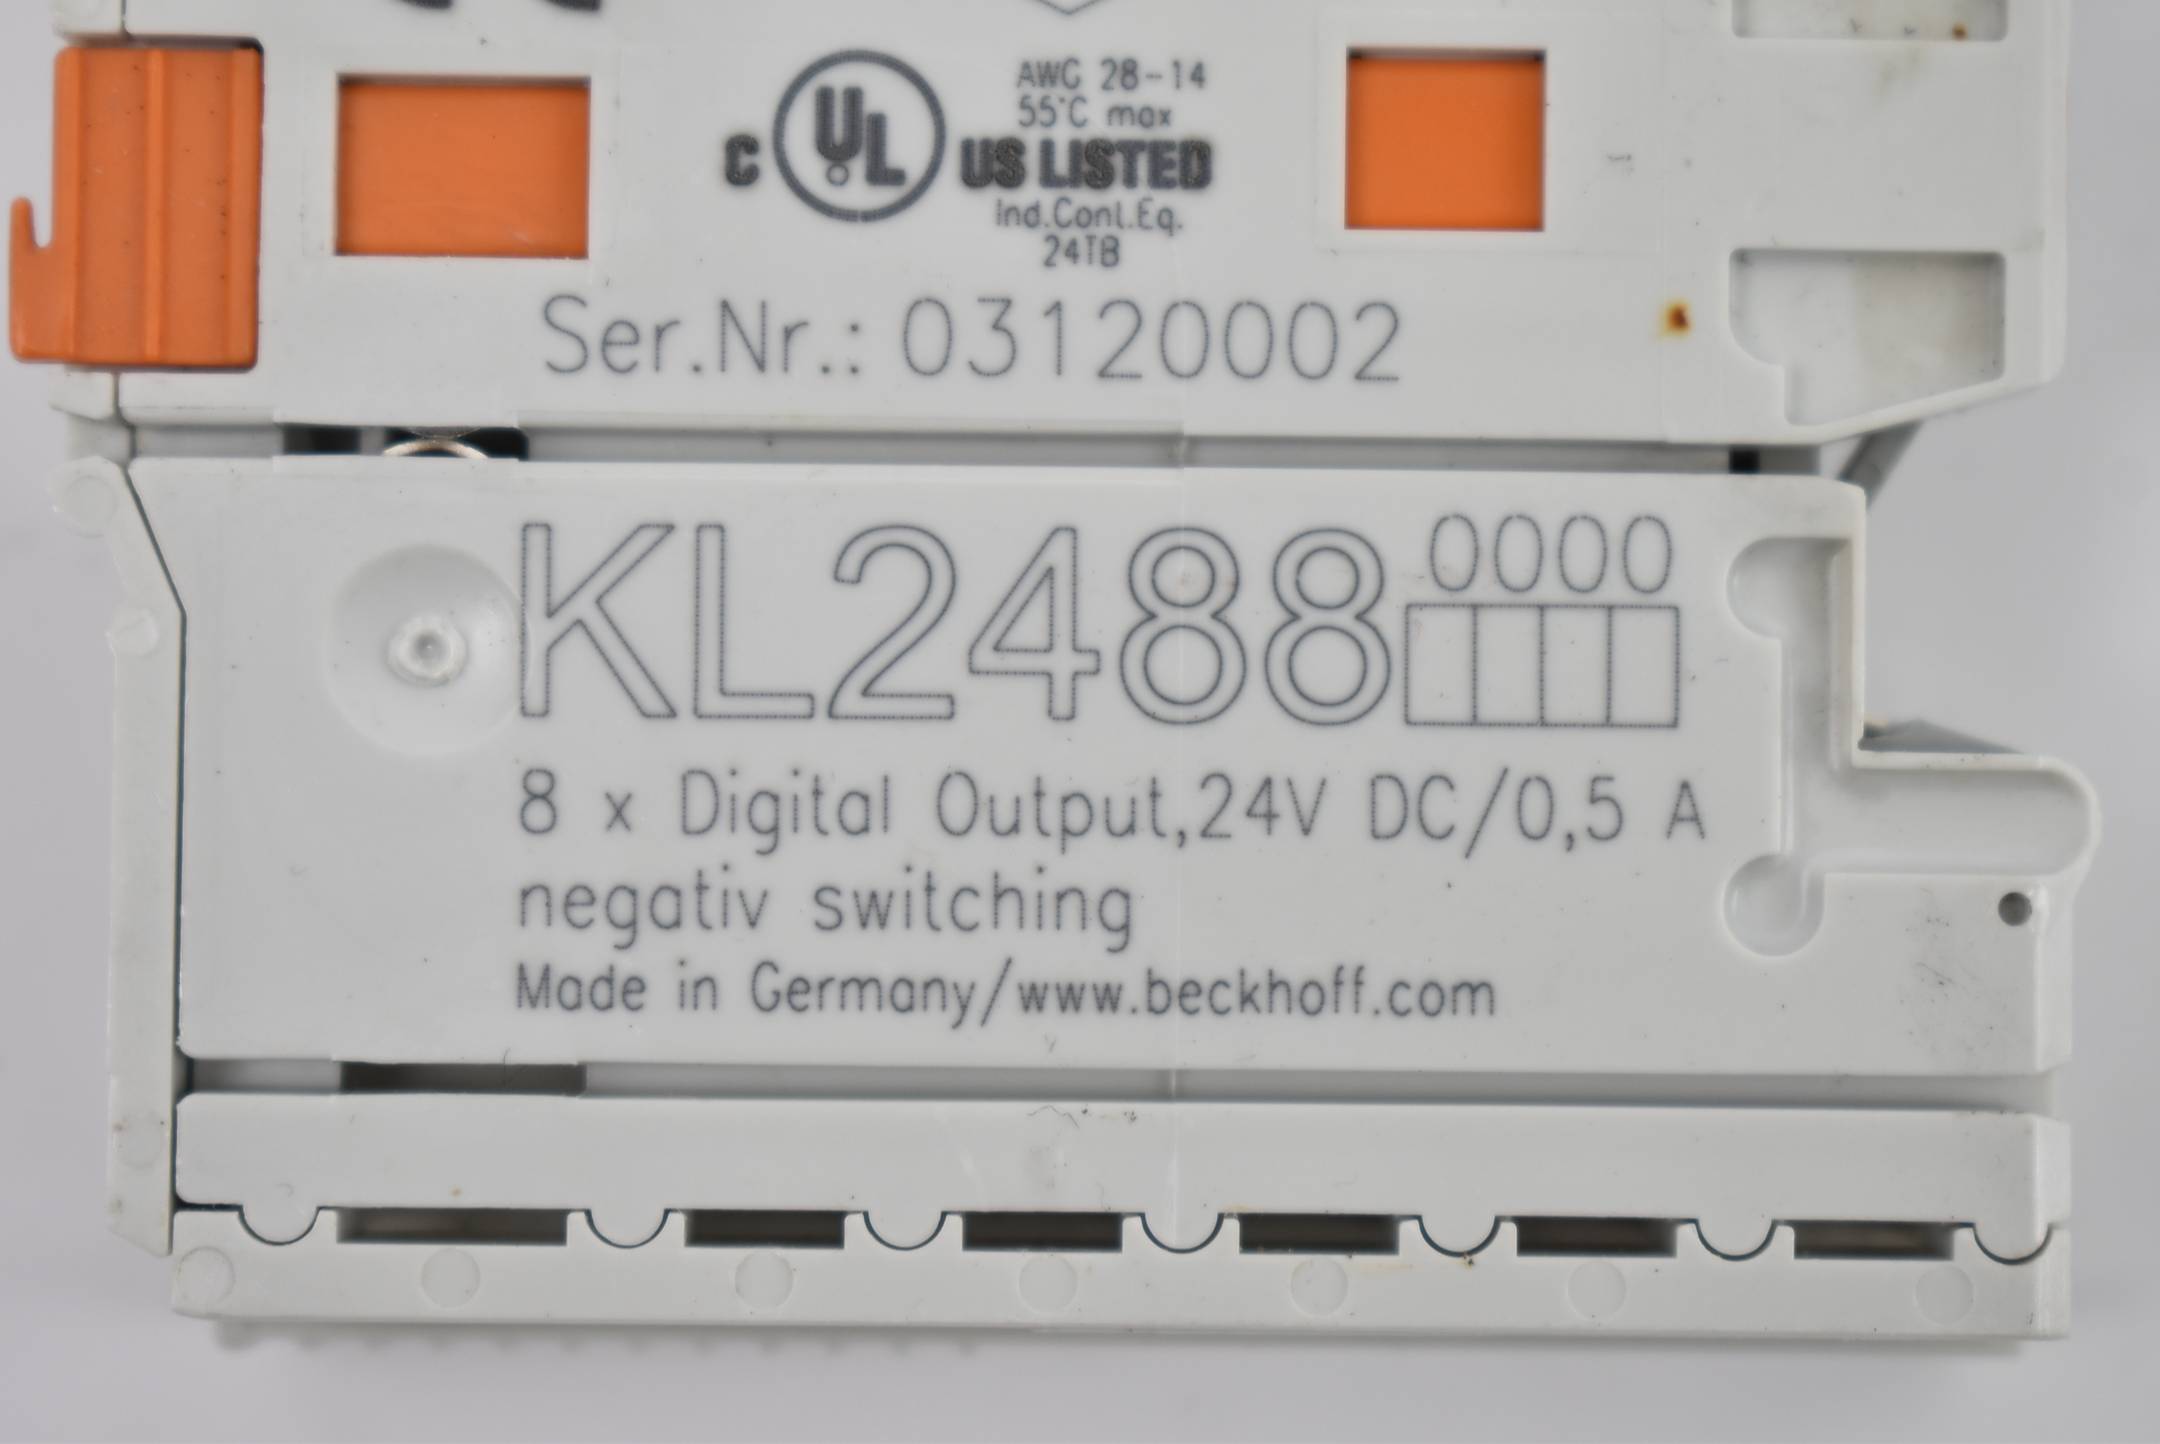 AWG 28-14
55°C max
C UL US LISTED
Ind.Cont.Eq.
24TB
Ser.Nr.: 03120002
0000
KL2488
8 x Digital Output,24V DC/0,5 A
negativ switching
Made in Germany/www.beckhoff.com